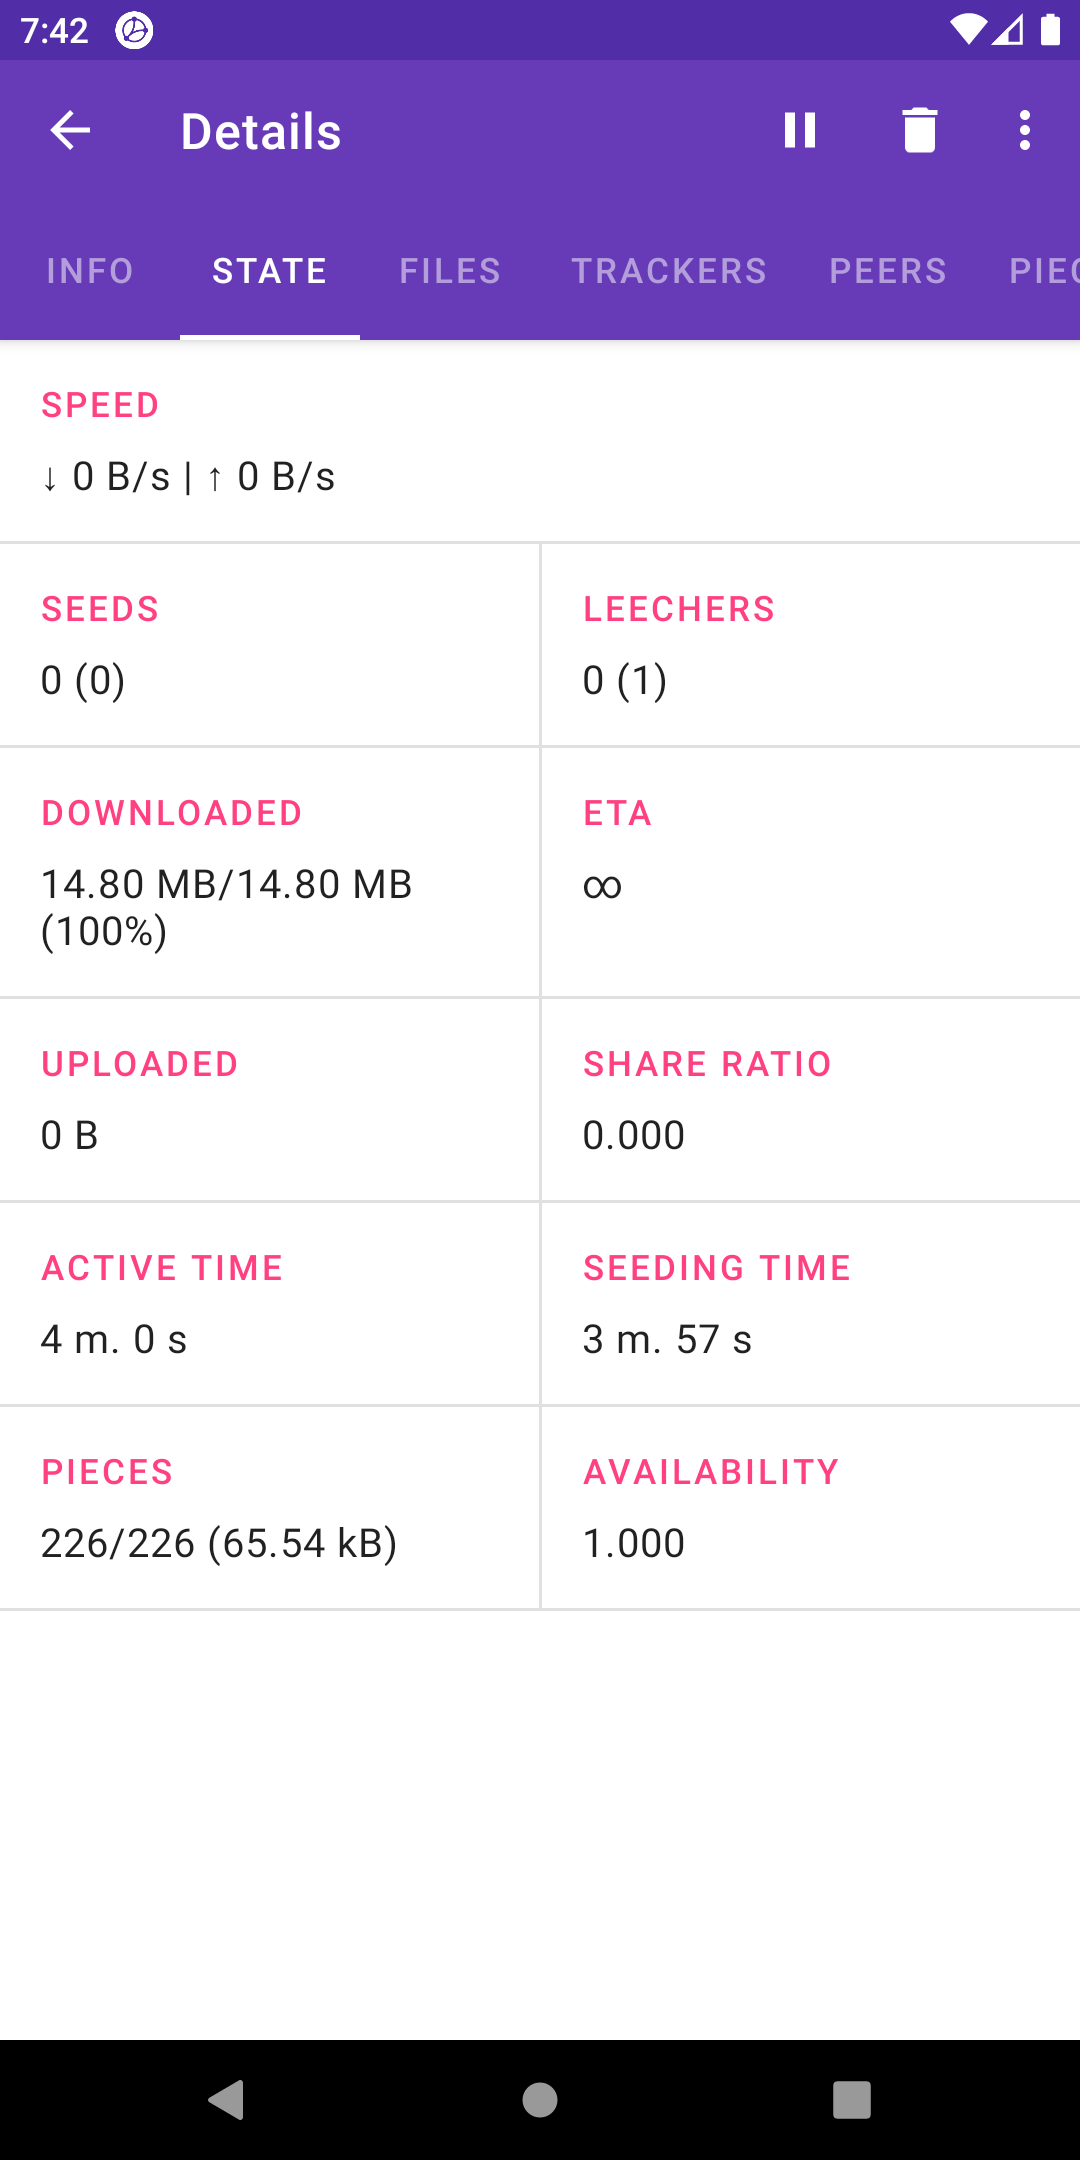 7:42
Details
INFO STATE FILES TRACKERS PEERS PIEC
SPEED
↓ 0 B/s | ↑ 0 B/s
SEEDS
0 (0)
LEECHERS
0 (1)
DOWNLOADED
14.80 MB/14.80 MB
(100%)
ETA
∞
UPLOADED
0 B
SHARE RATIO
0.000
ACTIVE TIME
4 m. 0 s
SEEDING TIME
3 m. 57 s
PIECES
226/226 (65.54 kB)
AVAILABILITY
1.000